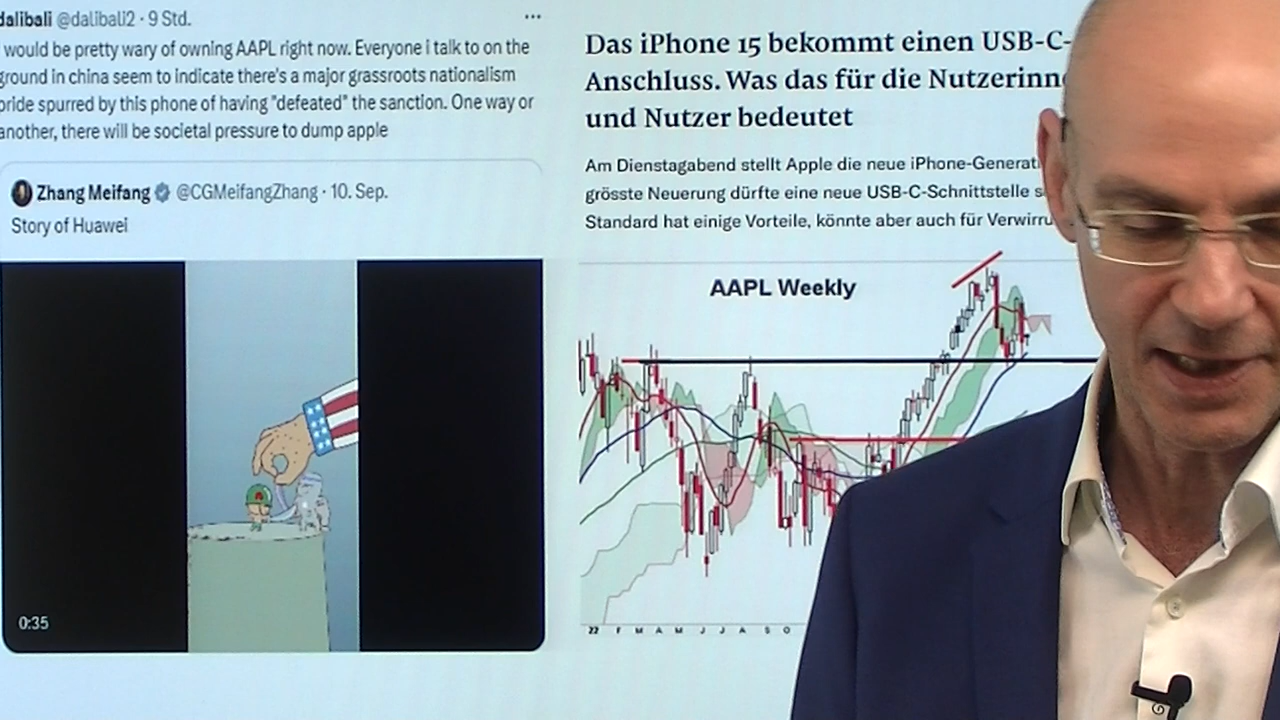 dalibali @dalibali2 · 9 Std.
would be pretty wary of owning AAPL right now. Everyone i talk to on the
ground in china seem to indicate there's a major grassroots nationalism
pride spurred by this phone of having "defeated" the sanction. One way or
another, there will be societal pressure to dump apple
Zhang Meifang @CGMeifangZhang · 10. Sep.
Story of Huawei
0:35
Das iPhone 15 bekommt einen USB-C-
Anschluss. Was das für die Nutzerinne
und Nutzer bedeutet
Am Dienstagabend stellt Apple die neue iPhone-Generati
grösste Neuerung dürfte eine neue USB-C-Schnittstelle s
Standard hat einige Vorteile, könnte aber auch für Verwirru
AAPL Weekly
22 F M A M J J A S O